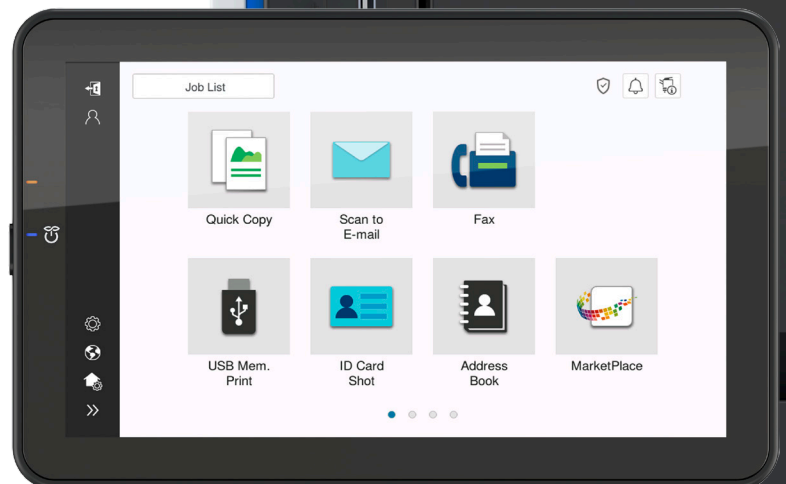 Job List
Quick Copy
Scan to
E-mail
Fax
USB Mem.
Print
ID Card
Shot
Address
Book
MarketPlace